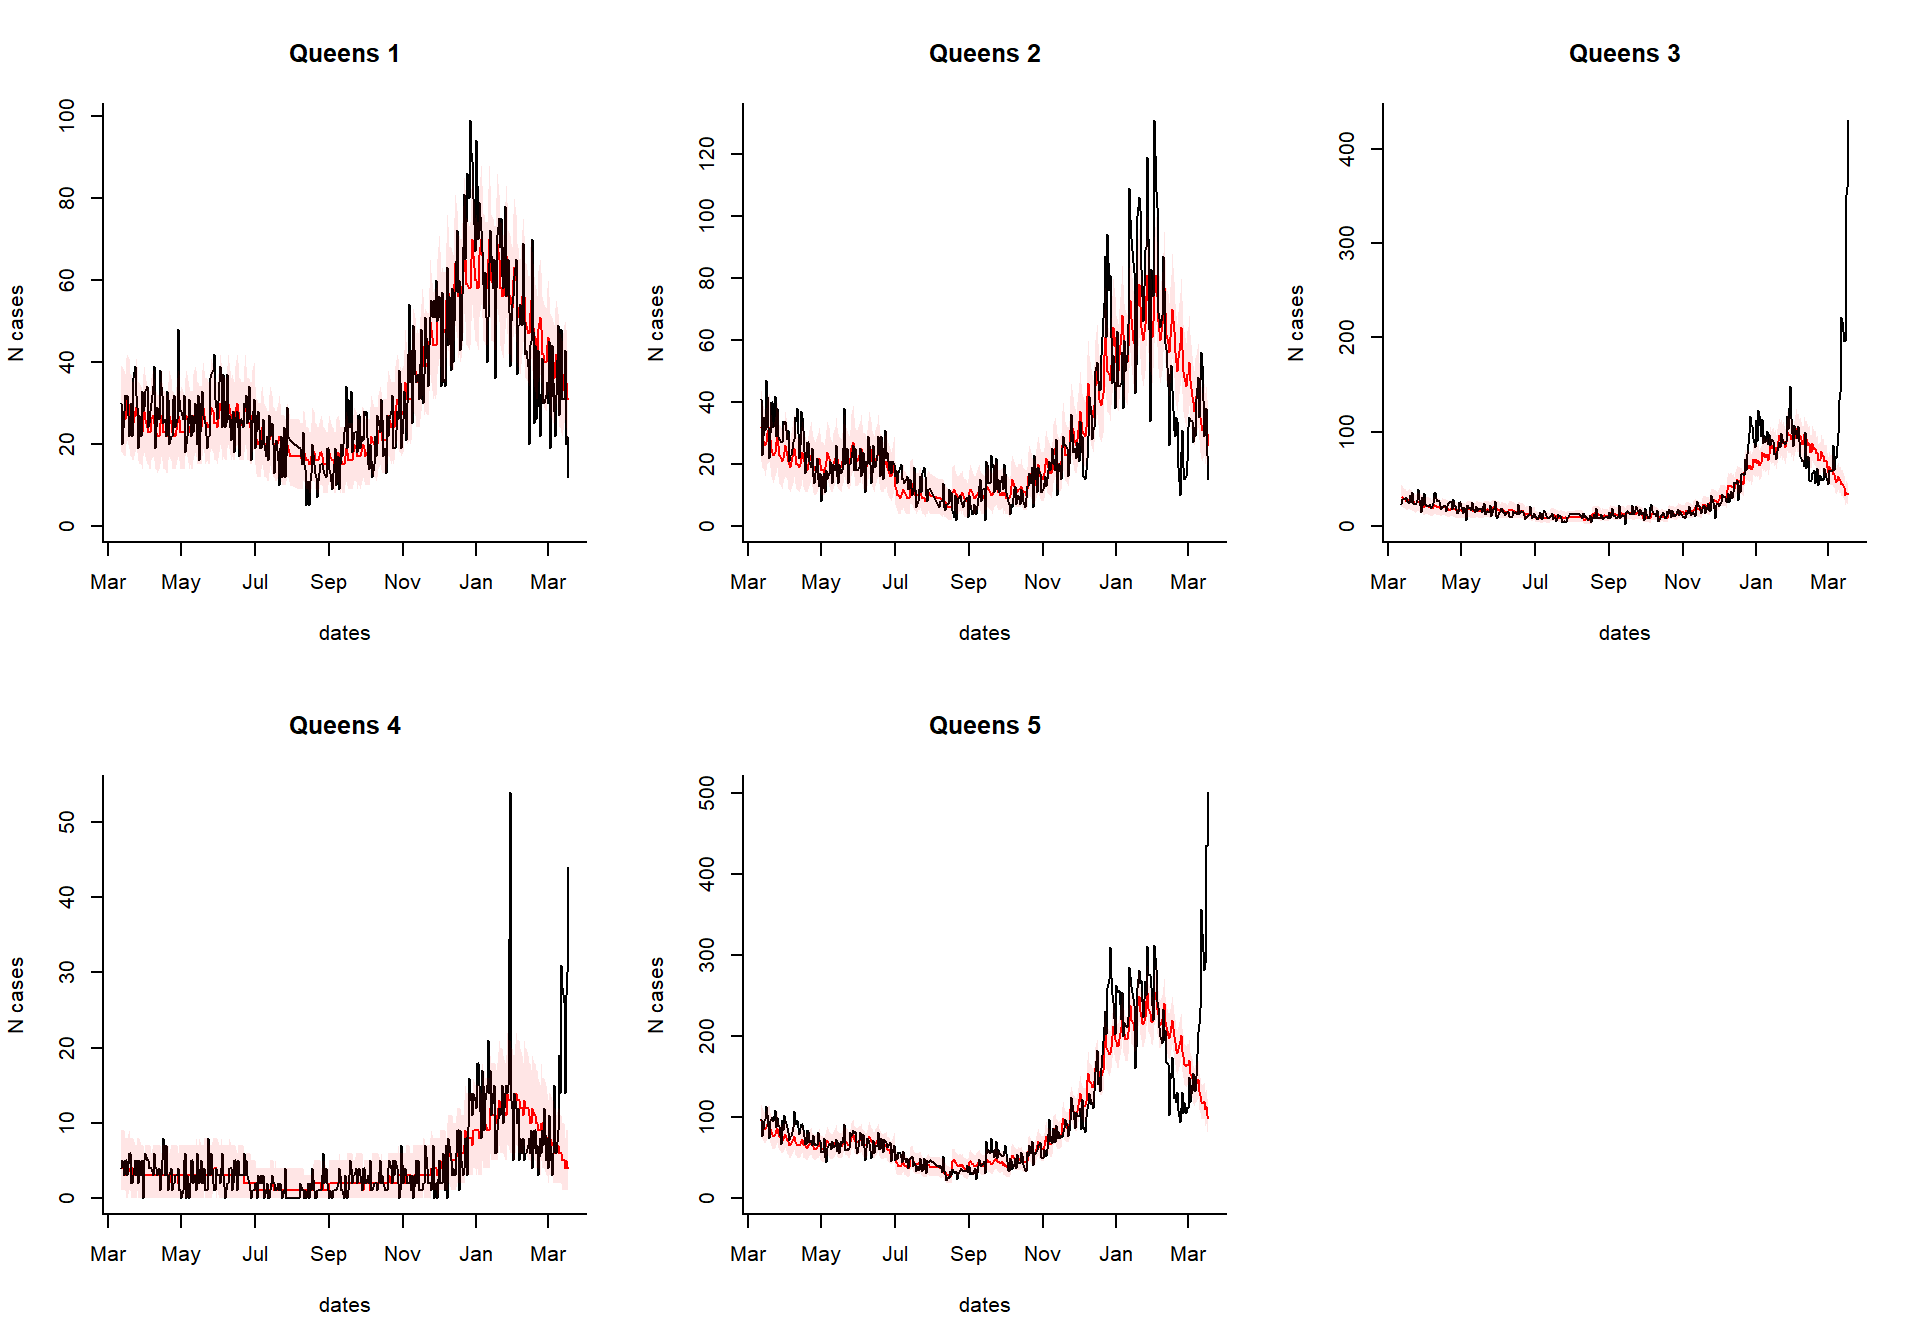 Queens 1
N cases
0 20 40 60 80 100
Mar May Jul Sep Nov Jan Mar
dates
Queens 2
N cases
0 20 40 60 80 100 120
Mar May Jul Sep Nov Jan Mar
dates
Queens 3
N cases
0 100 200 300 400
Mar May Jul Sep Nov Jan Mar
dates
Queens 4
N cases
0 10 20 30 40 50
Mar May Jul Sep Nov Jan Mar
dates
Queens 5
N cases
0 100 200 300 400 500
Mar May Jul Sep Nov Jan Mar
dates